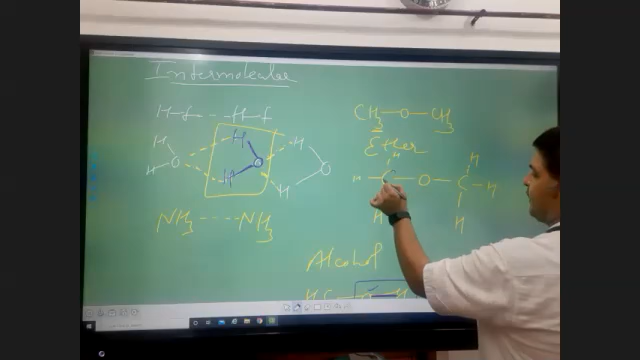 Intermolecular
H-f---H-f
H H H
H O H O H O
NH3 ---- NH3
CH3-O-CH3
Ether
H H
H-C-O-C-H
H H
Alcohol